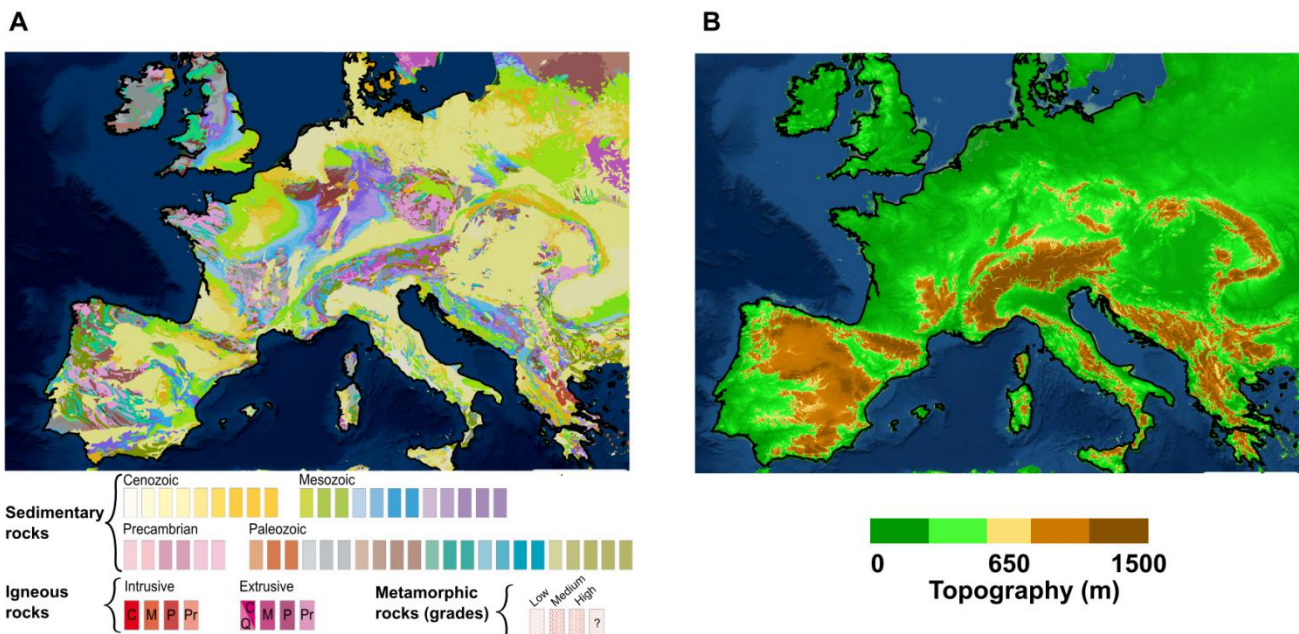 A
B
Cenozoic
Mesozoic
Sedimentary
rocks
Precambrian
Paleozoic
Igneous
rocks
Intrusive
C M P Pr
Extrusive
C
Q M P Pr
Metamorphic
rocks (grades)
Low Medium High
?
0 650 1500
Topography (m)